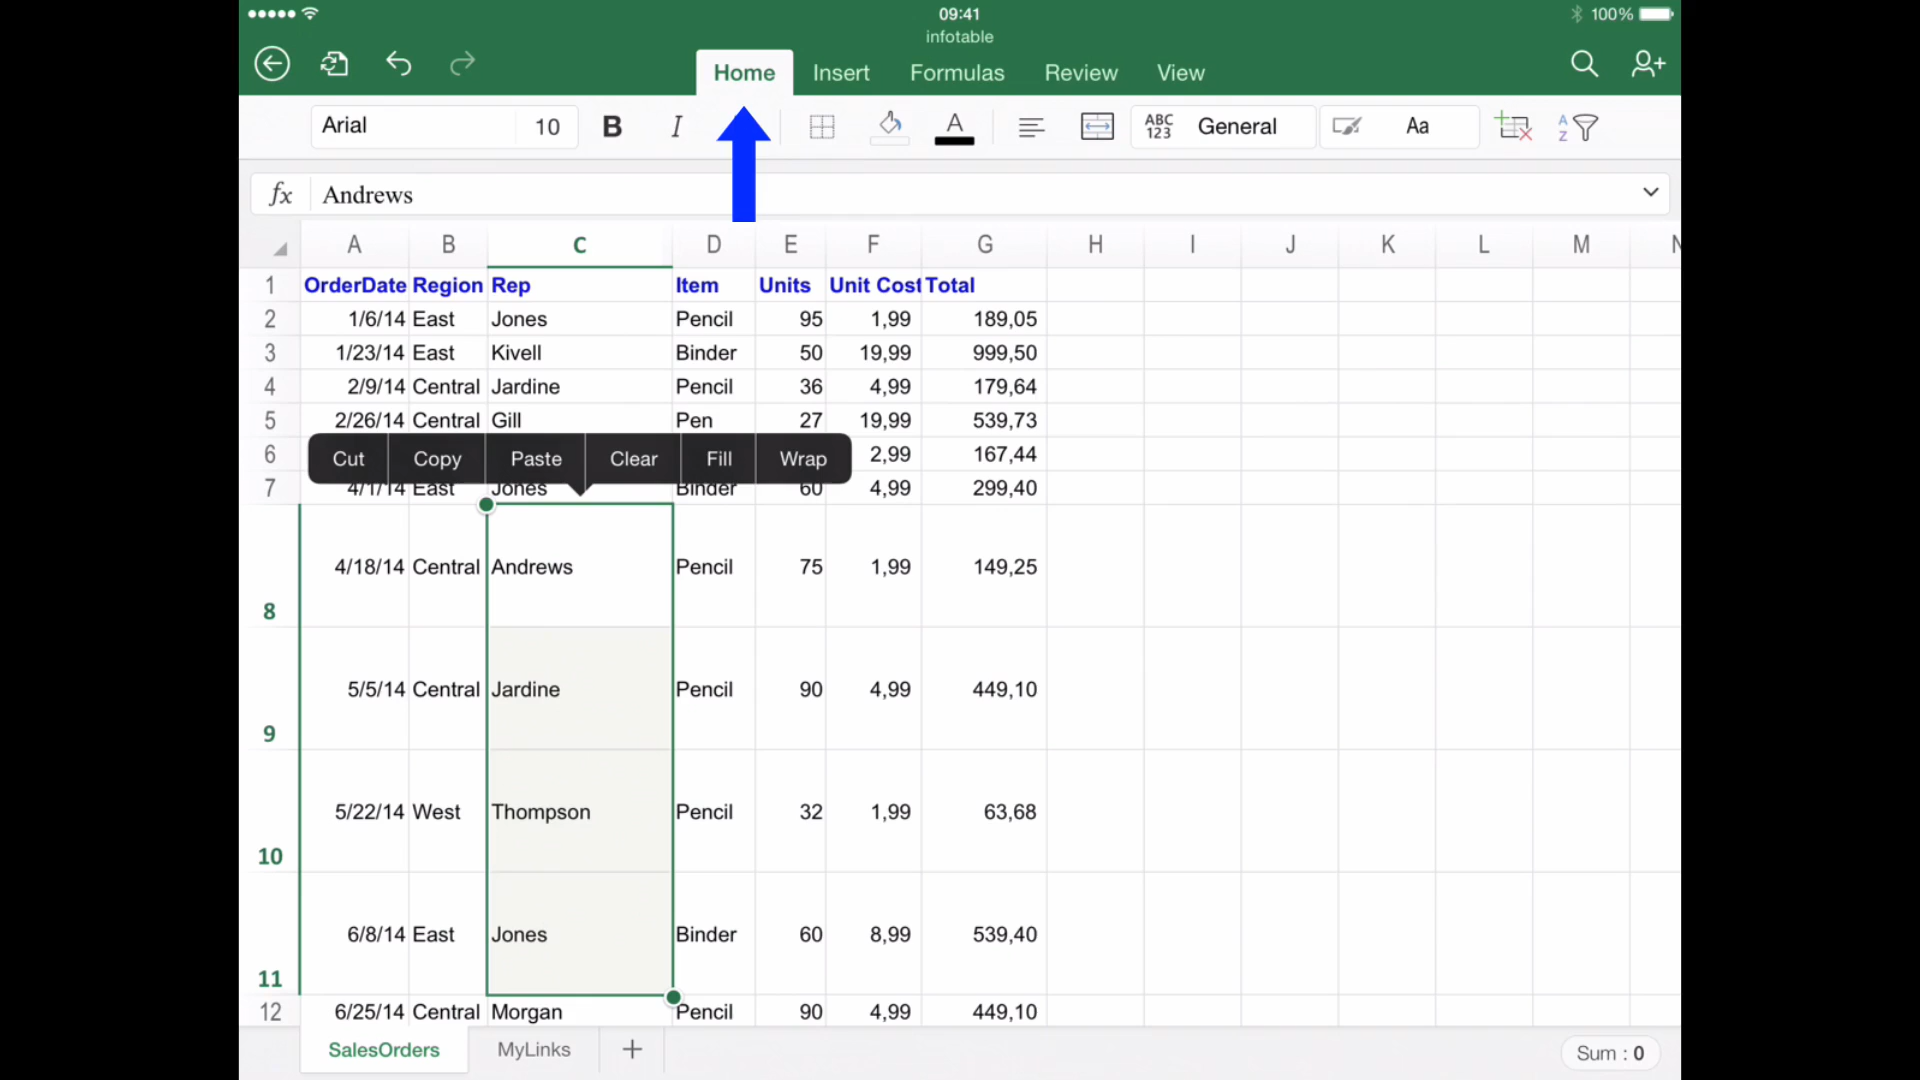 09:41
100%
infotable
Home Insert Formulas Review View
Arial 10 B I A ABC 123 General Aa A Z
fx Andrews
A B C D E F G H I J K L M N
1 OrderDate Region Rep Item Units Unit Cost Total
2 1/6/14 East Jones Pencil 95 1,99 189,05
3 1/23/14 East Kivell Binder 50 19,99 999,50
4 2/9/14 Central Jardine Pencil 36 4,99 179,64
5 2/26/14 Central Gill Pen 27 19,99 539,73
6 2,99 167,44
Cut Copy Paste Clear Fill Wrap
7 4/1/14 East Jones Binder 60 4,99 299,40
8 4/18/14 Central Andrews Pencil 75 1,99 149,25
9 5/5/14 Central Jardine Pencil 90 4,99 449,10
10 5/22/14 West Thompson Pencil 32 1,99 63,68
11 6/8/14 East Jones Binder 60 8,99 539,40
12 6/25/14 Central Morgan Pencil 90 4,99 449,10
SalesOrders MyLinks + Sum : 0